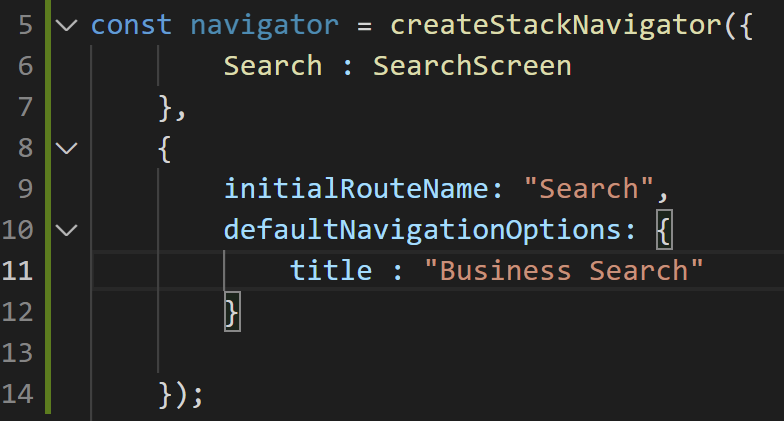 5 const navigator = createStackNavigator({
6 Search : SearchScreen
7 },
8 {
9 initialRouteName: "Search",
10 defaultNavigationOptions: {
11 title : "Business Search"
12 }
13
14 });